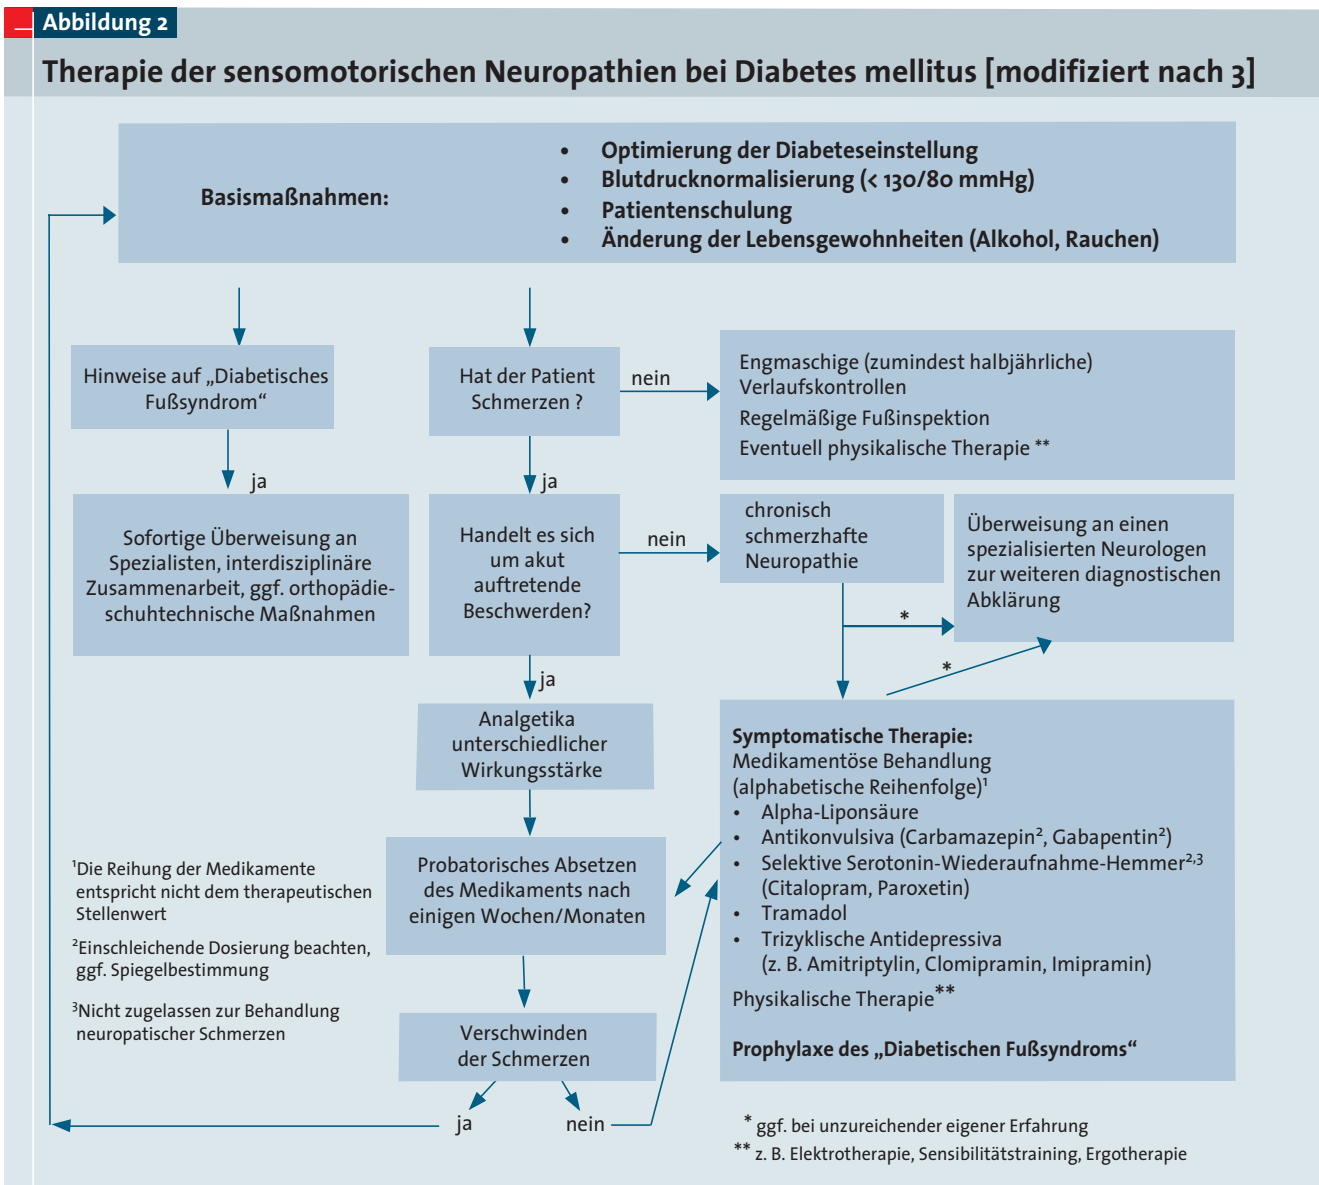 Abbildung 2
Therapie der sensomotorischen Neuropathien bei Diabetes mellitus [modifiziert nach 3]
Basismaßnahmen:
• Optimierung der Diabeteseinstellung
• Blutdrucknormalisierung (< 130/80 mmHg)
• Patientenschulung
• Änderung der Lebensgewohnheiten (Alkohol, Rauchen)
Hinweise auf „Diabetisches
Fußsyndrom“
ja
Sofortige Überweisung an
Spezialisten, interdisziplinäre
Zusammenarbeit, ggf. orthopädie-
schuhtechnische Maßnahmen
Hat der Patient
Schmerzen ?
nein
Engmaschige (zumindest halbjährliche)
Verlaufskontrollen
Regelmäßige Fußinspektion
Eventuell physikalische Therapie **
ja
Handelt es sich
um akut
auftretende
Beschwerden?
nein
chronisch
schmerzhafte
Neuropathie
*
Überweisung an einen
spezialisierten Neurologen
zur weiteren diagnostischen
Abklärung
*
ja
Analgetika
unterschiedlicher
Wirkungsstärke
Probatorisches Absetzen
des Medikaments nach
einigen Wochen/Monaten
Verschwinden
der Schmerzen
ja
nein
Symptomatische Therapie:
Medikamentöse Behandlung
(alphabetische Reihenfolge)¹
• Alpha-Liponsäure
• Antikonvulsiva (Carbamazepin², Gabapentin²)
• Selektive Serotonin-Wiederaufnahme-Hemmer²,³
(Citalopram, Paroxetin)
• Tramadol
• Trizyklische Antidepressiva
(z. B. Amitriptylin, Clomipramin, Imipramin)
Physikalische Therapie**
Prophylaxe des „Diabetischen Fußsyndroms“
¹Die Reihung der Medikamente
entspricht nicht dem therapeutischen
Stellenwert
²Einschleichende Dosierung beachten,
ggf. Spiegelbestimmung
³Nicht zugelassen zur Behandlung
neuropatischer Schmerzen
* ggf. bei unzureichender eigener Erfahrung
** z. B. Elektrotherapie, Sensibilitätstraining, Ergotherapie